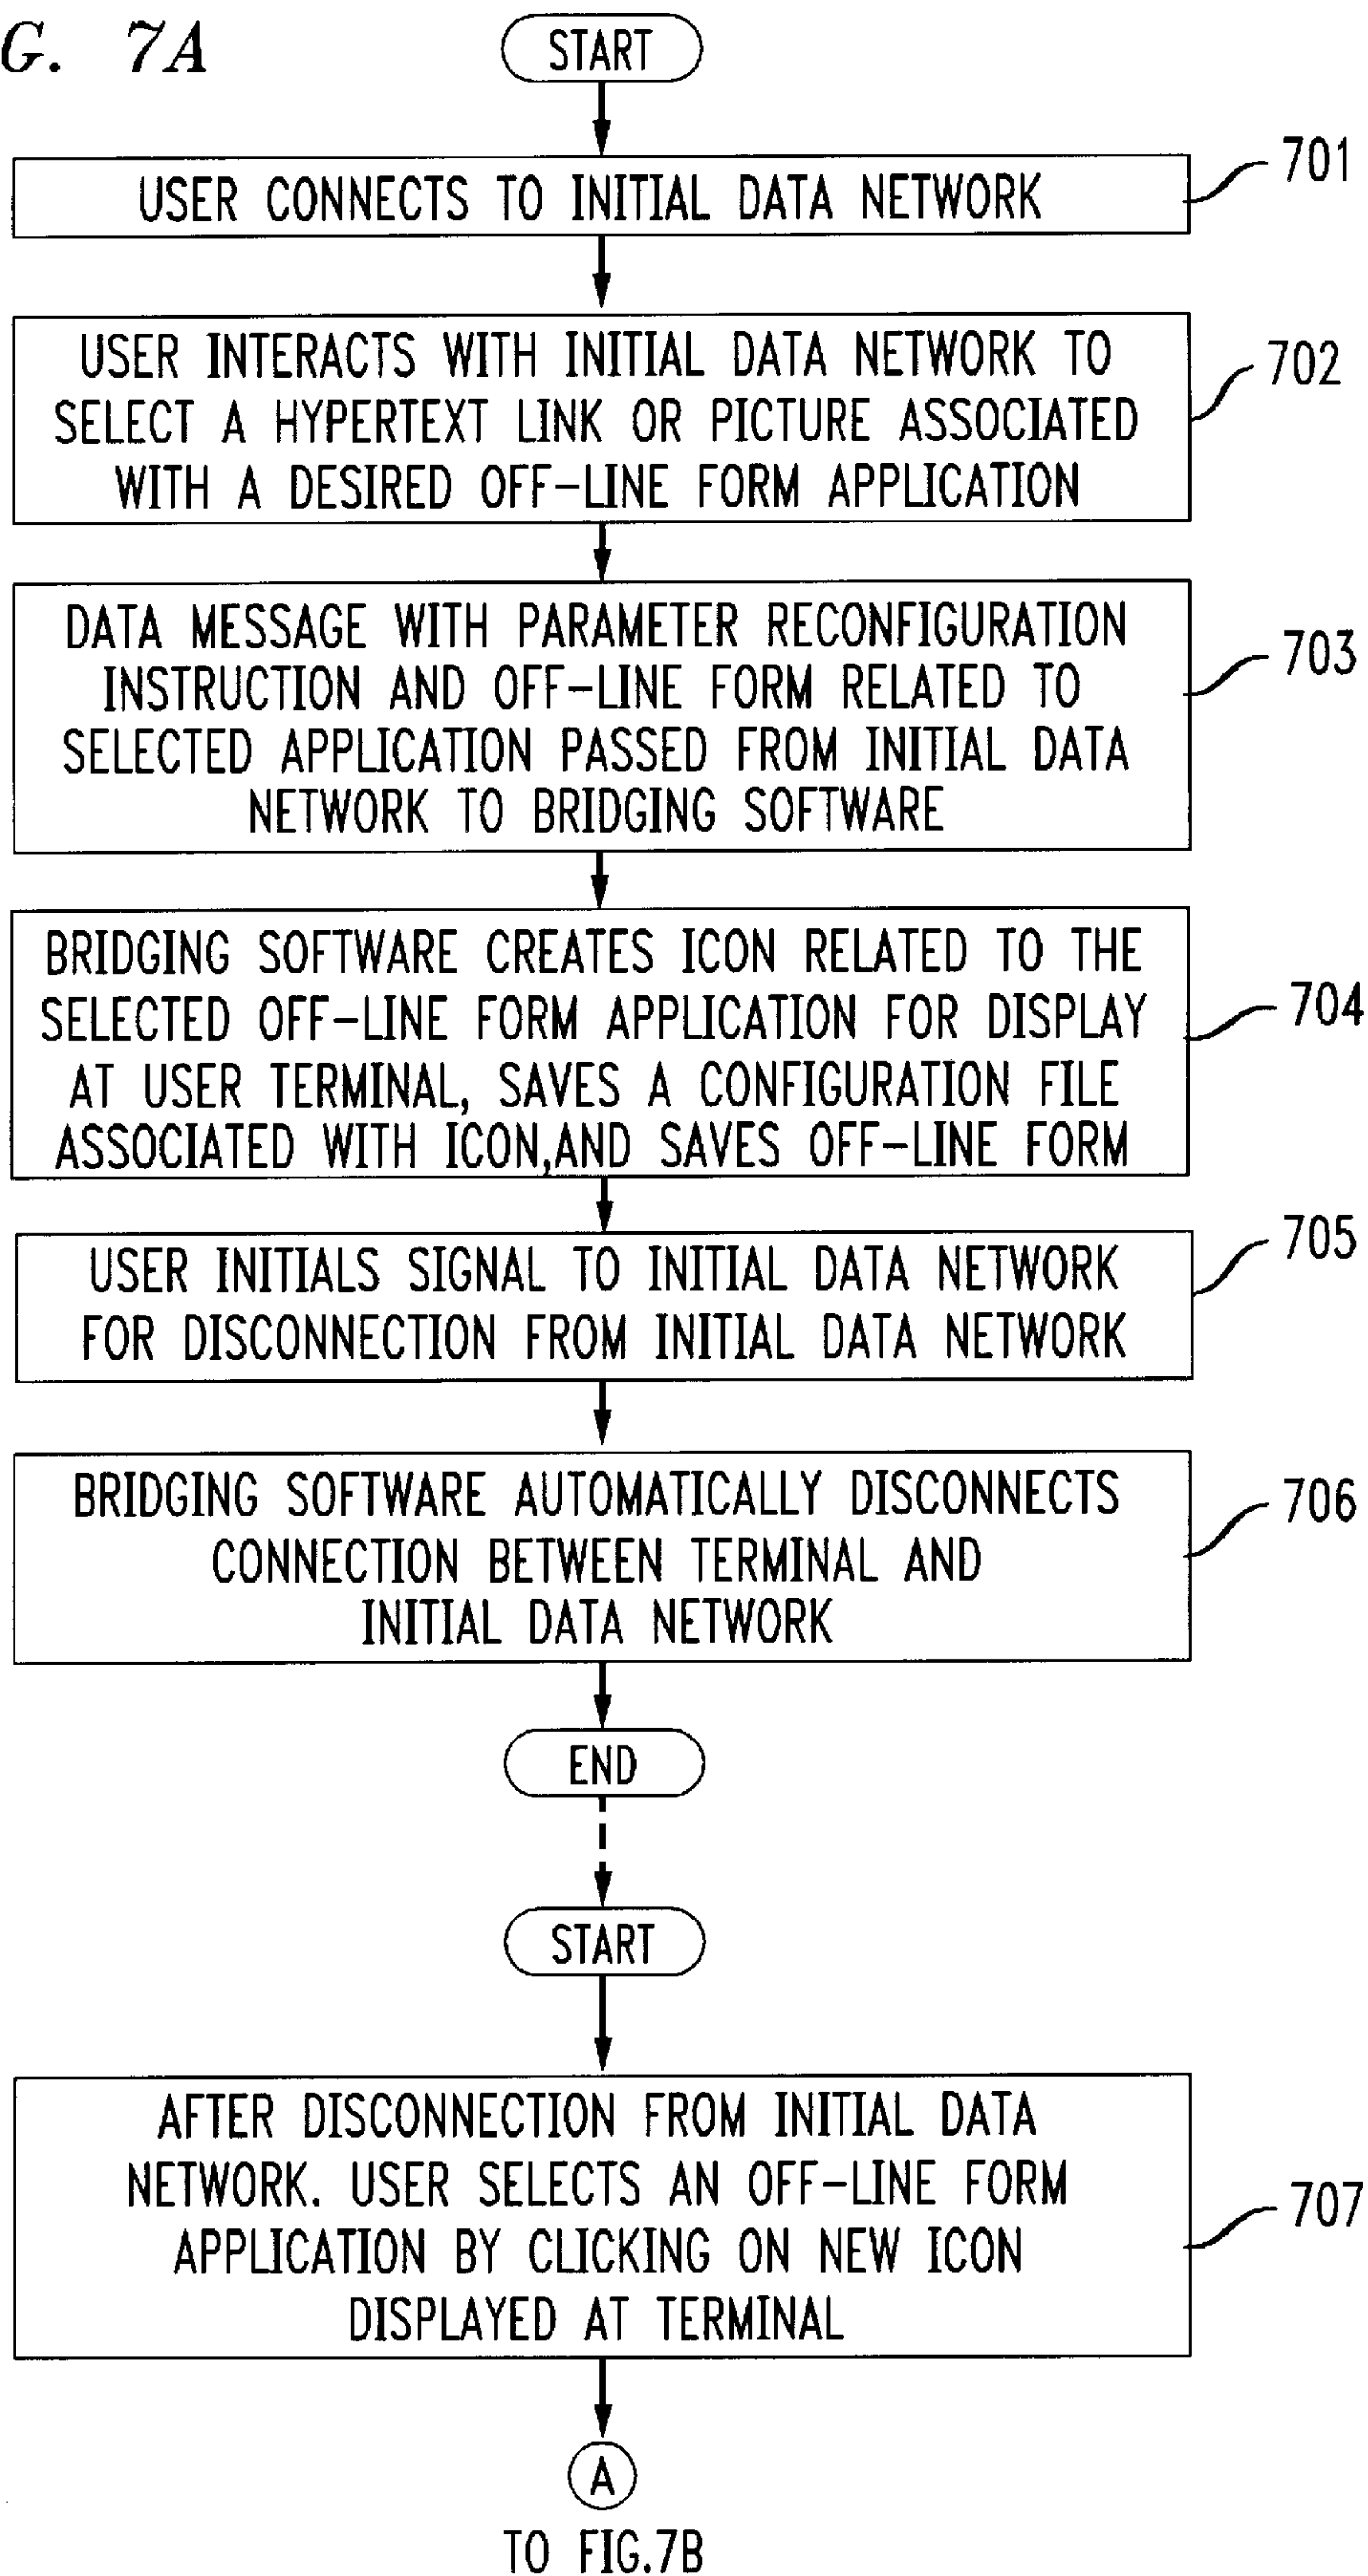 G. 7A
START
USER CONNECTS TO INITIAL DATA NETWORK
701
USER INTERACTS WITH INITIAL DATA NETWORK TO
SELECT A HYPERTEXT LINK OR PICTURE ASSOCIATED
WITH A DESIRED OFF-LINE FORM APPLICATION
702
DATA MESSAGE WITH PARAMETER RECONFIGURATION
INSTRUCTION AND OFF-LINE FORM RELATED TO
SELECTED APPLICATION PASSED FROM INITIAL DATA
NETWORK TO BRIDGING SOFTWARE
703
BRIDGING SOFTWARE CREATES ICON RELATED TO THE
SELECTED OFF-LINE FORM APPLICATION FOR DISPLAY
AT USER TERMINAL, SAVES A CONFIGURATION FILE
ASSOCIATED WITH ICON,AND SAVES OFF-LINE FORM
704
USER INITIALS SIGNAL TO INITIAL DATA NETWORK
FOR DISCONNECTION FROM INITIAL DATA NETWORK
705
BRIDGING SOFTWARE AUTOMATICALLY DISCONNECTS
CONNECTION BETWEEN TERMINAL AND
INITIAL DATA NETWORK
706
END
START
AFTER DISCONNECTION FROM INITIAL DATA
NETWORK. USER SELECTS AN OFF-LINE FORM
APPLICATION BY CLICKING ON NEW ICON
DISPLAYED AT TERMINAL
707
A
TO FIG.7B